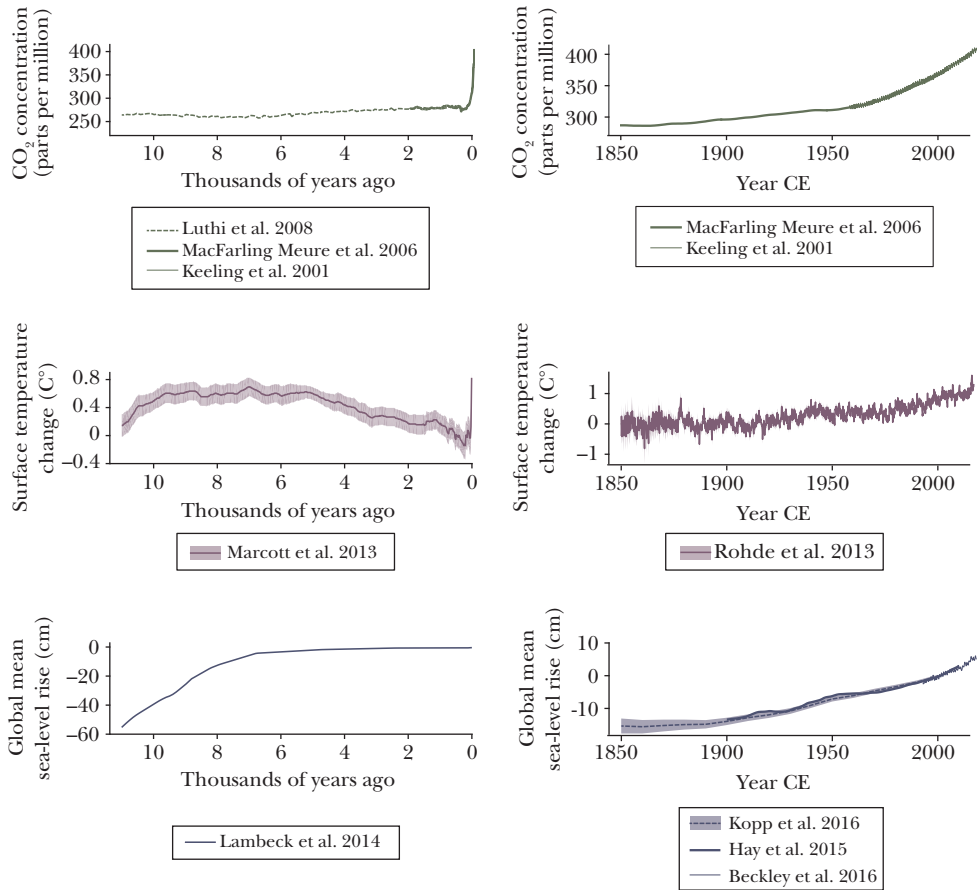 CO2 concentration
(parts per million)
400
350
300
250
10
8
6
4
2
0
Thousands of years ago
Luthi et al. 2008
MacFarling Meure et al. 2006
Keeling et al. 2001
CO2 concentration
(parts per million)
400
350
300
1850
1900
1950
2000
Year CE
MacFarling Meure et al. 2006
Keeling et al. 2001
Surface temperature
change (C°)
0.8
0.4
0
–0.4
10
8
6
4
2
0
Thousands of years ago
Marcott et al. 2013
Surface temperature
change (C°)
1
0
–1
1850
1900
1950
2000
Year CE
Rohde et al. 2013
Global mean
sea-level rise (cm)
0
–20
–40
–60
10
8
6
4
2
0
Thousands of years ago
Lambeck et al. 2014
Global mean
sea-level rise (cm)
10
0
–10
1850
1900
1950
2000
Year CE
Kopp et al. 2016
Hay et al. 2015
Beckley et al. 2016